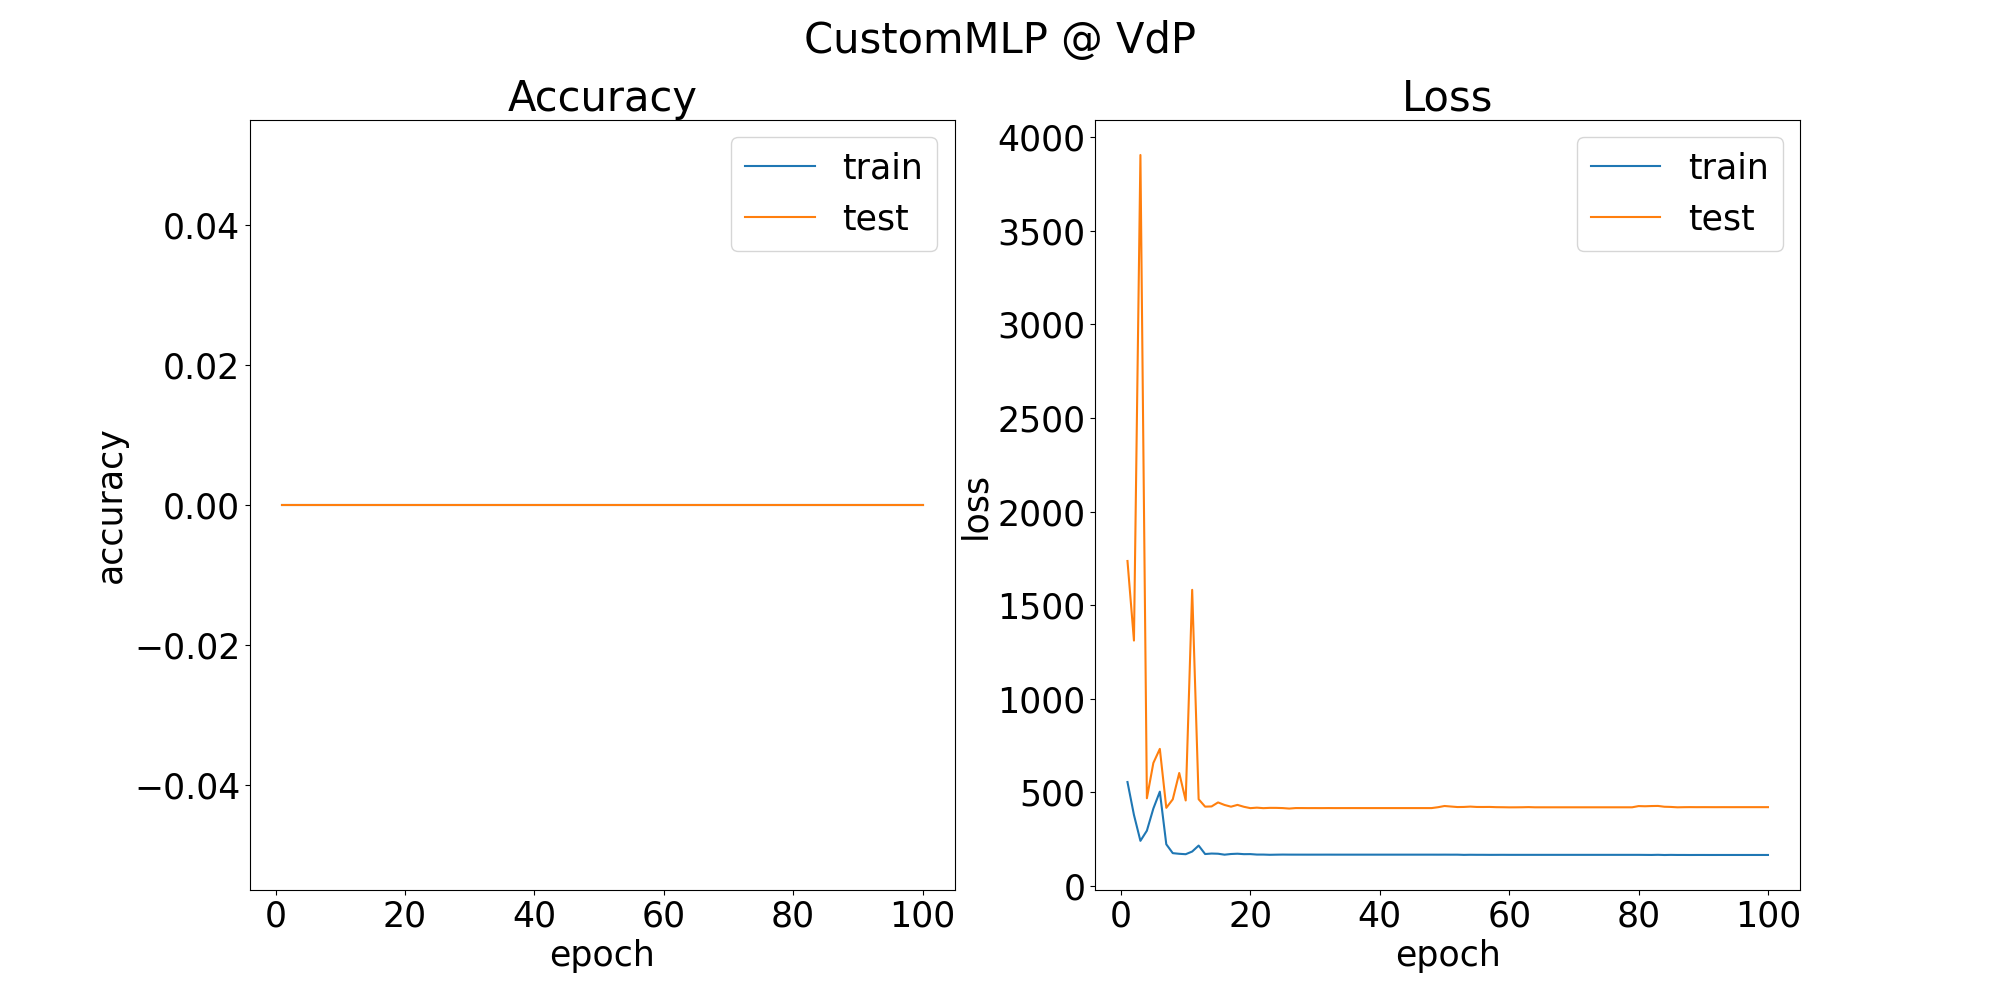 CustomMLP @ VdP
Accuracy
train
test
0.04
0.02
0.00
−0.02
−0.04
accuracy
0 20 40 60 80 100
epoch
Loss
train
test
4000
3500
3000
2500
2000
1500
1000
500
0
loss
0 20 40 60 80 100
epoch